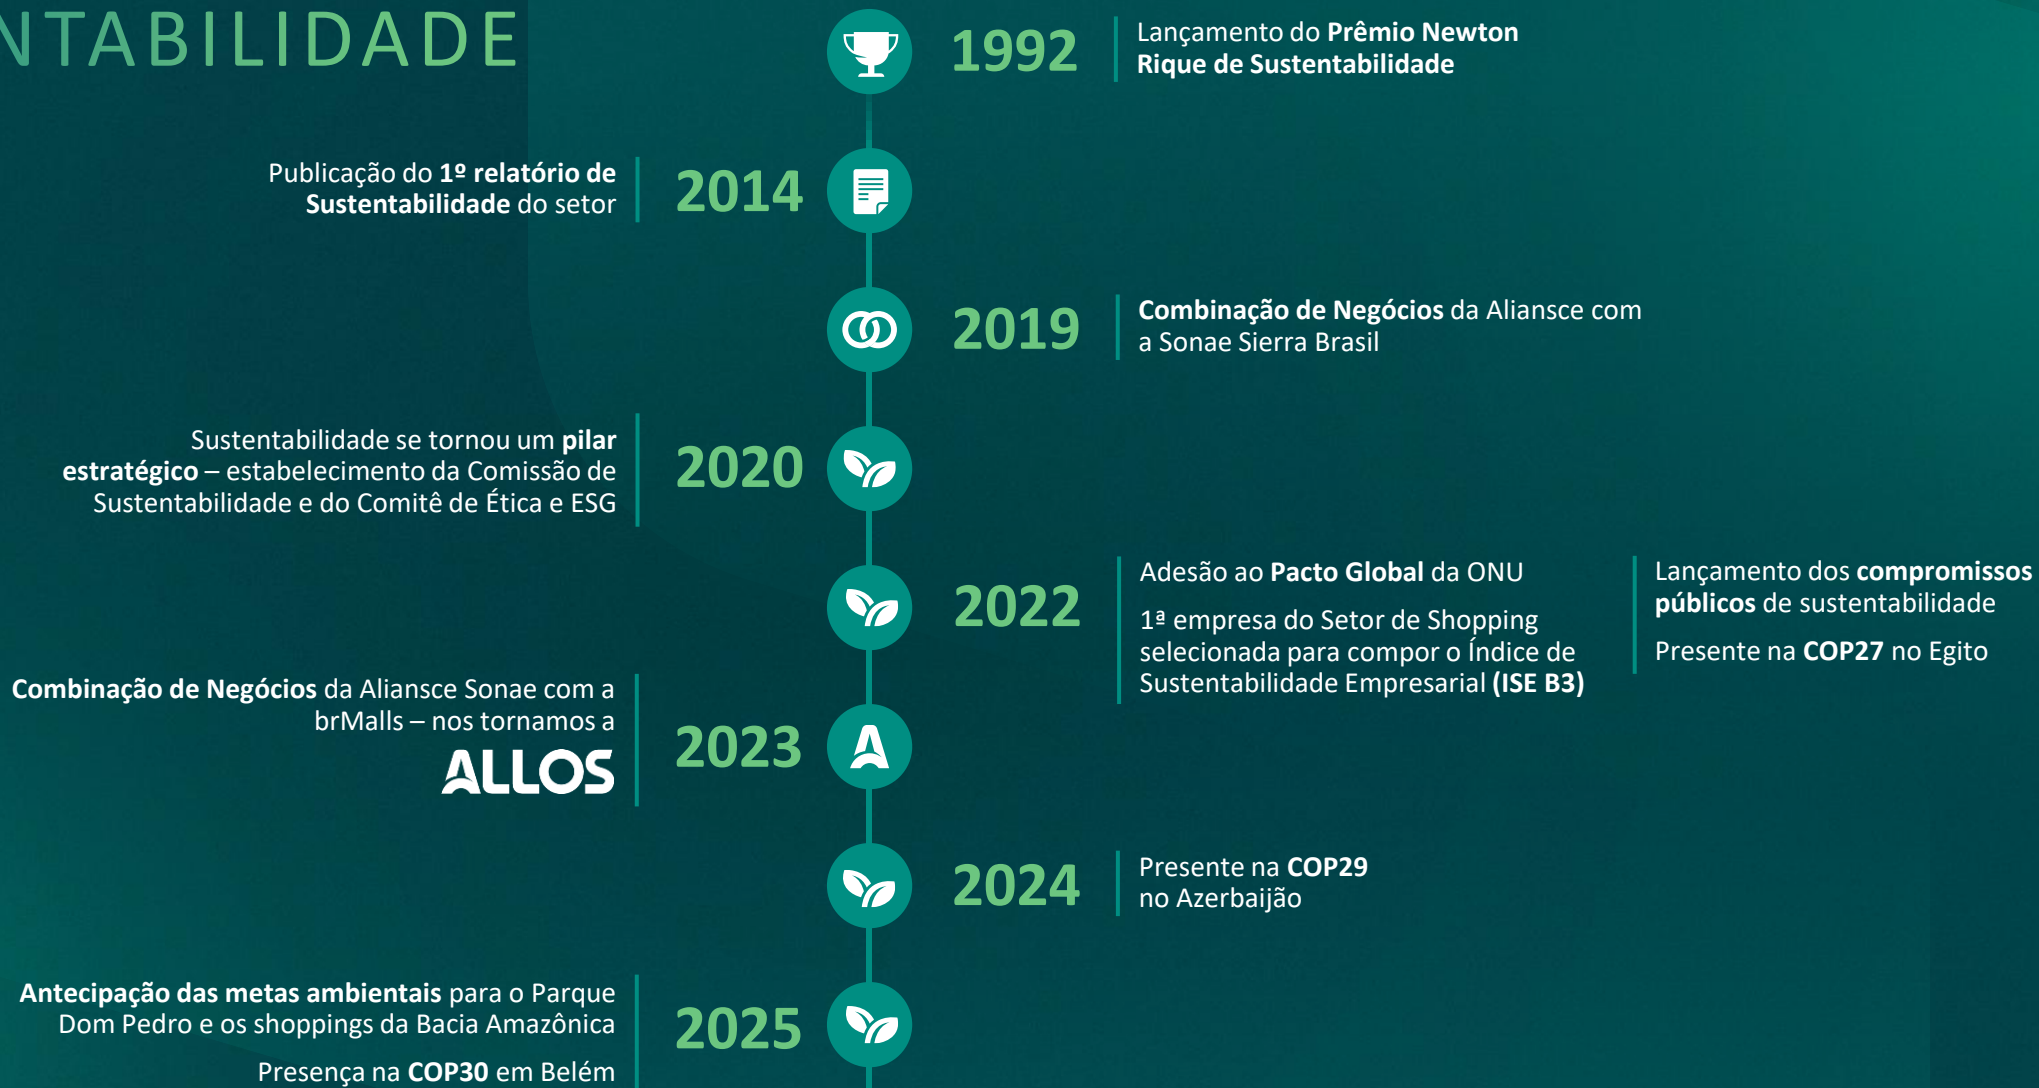 NTABILIDADE
1992
Lançamento do Prêmio Newton
Rique de Sustentabilidade
Publicação do 1º relatório de
Sustentabilidade do setor
2014
2019
Combinação de Negócios da Aliansce com
a Sonae Sierra Brasil
Sustentabilidade se tornou um pilar
estratégico – estabelecimento da Comissão de
Sustentabilidade e do Comitê de Ética e ESG
2020
2022
Adesão ao Pacto Global da ONU
1ª empresa do Setor de Shopping
selecionada para compor o Índice de
Sustentabilidade Empresarial (ISE B3)
Lançamento dos compromissos
públicos de sustentabilidade
Presente na COP27 no Egito
Combinação de Negócios da Aliansce Sonae com a
brMalls – nos tornamos a
ALLOS
2023
A
2024
Presente na COP29
no Azerbaijão
Antecipação das metas ambientais para o Parque
Dom Pedro e os shoppings da Bacia Amazônica
Presença na COP30 em Belém
2025